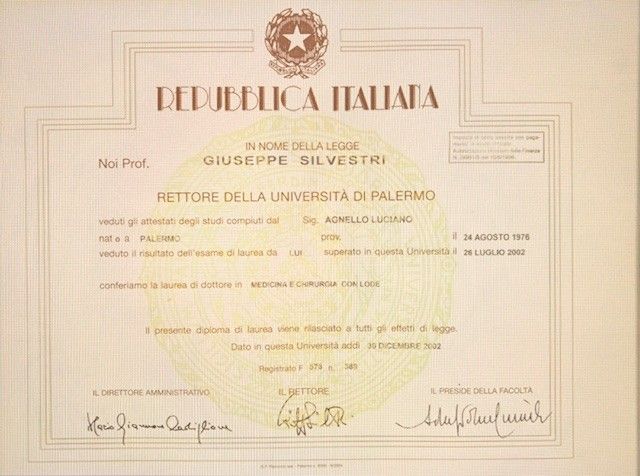 REPUBBLICA ITALIANA
IN NOME DELLA LEGGE
Noi Prof. GIUSEPPE SILVESTRI
RETTORE DELLA UNIVERSITÀ DI PALERMO
veduti gli attestati degli studi compiuti dal Sig. AGNELLO LUCIANO
nato a PALERMO prov. il 24 AGOSTO 1976
veduto il risultato dell'esame di laurea da LUI superato in questa Università il 26 LUGLIO 2002
conferiamo la laurea di dottore in MEDICINA E CHIRURGIA CON LODE
Il presente diploma di laurea viene rilasciato a tutti gli effetti di legge.
Dato in questa Università addì 30 DICEMBRE 2002
Registrato F 573 n. 389
IL DIRETTORE AMMINISTRATIVO IL RETTORE IL PRESIDE DELLA FACOLTÀ